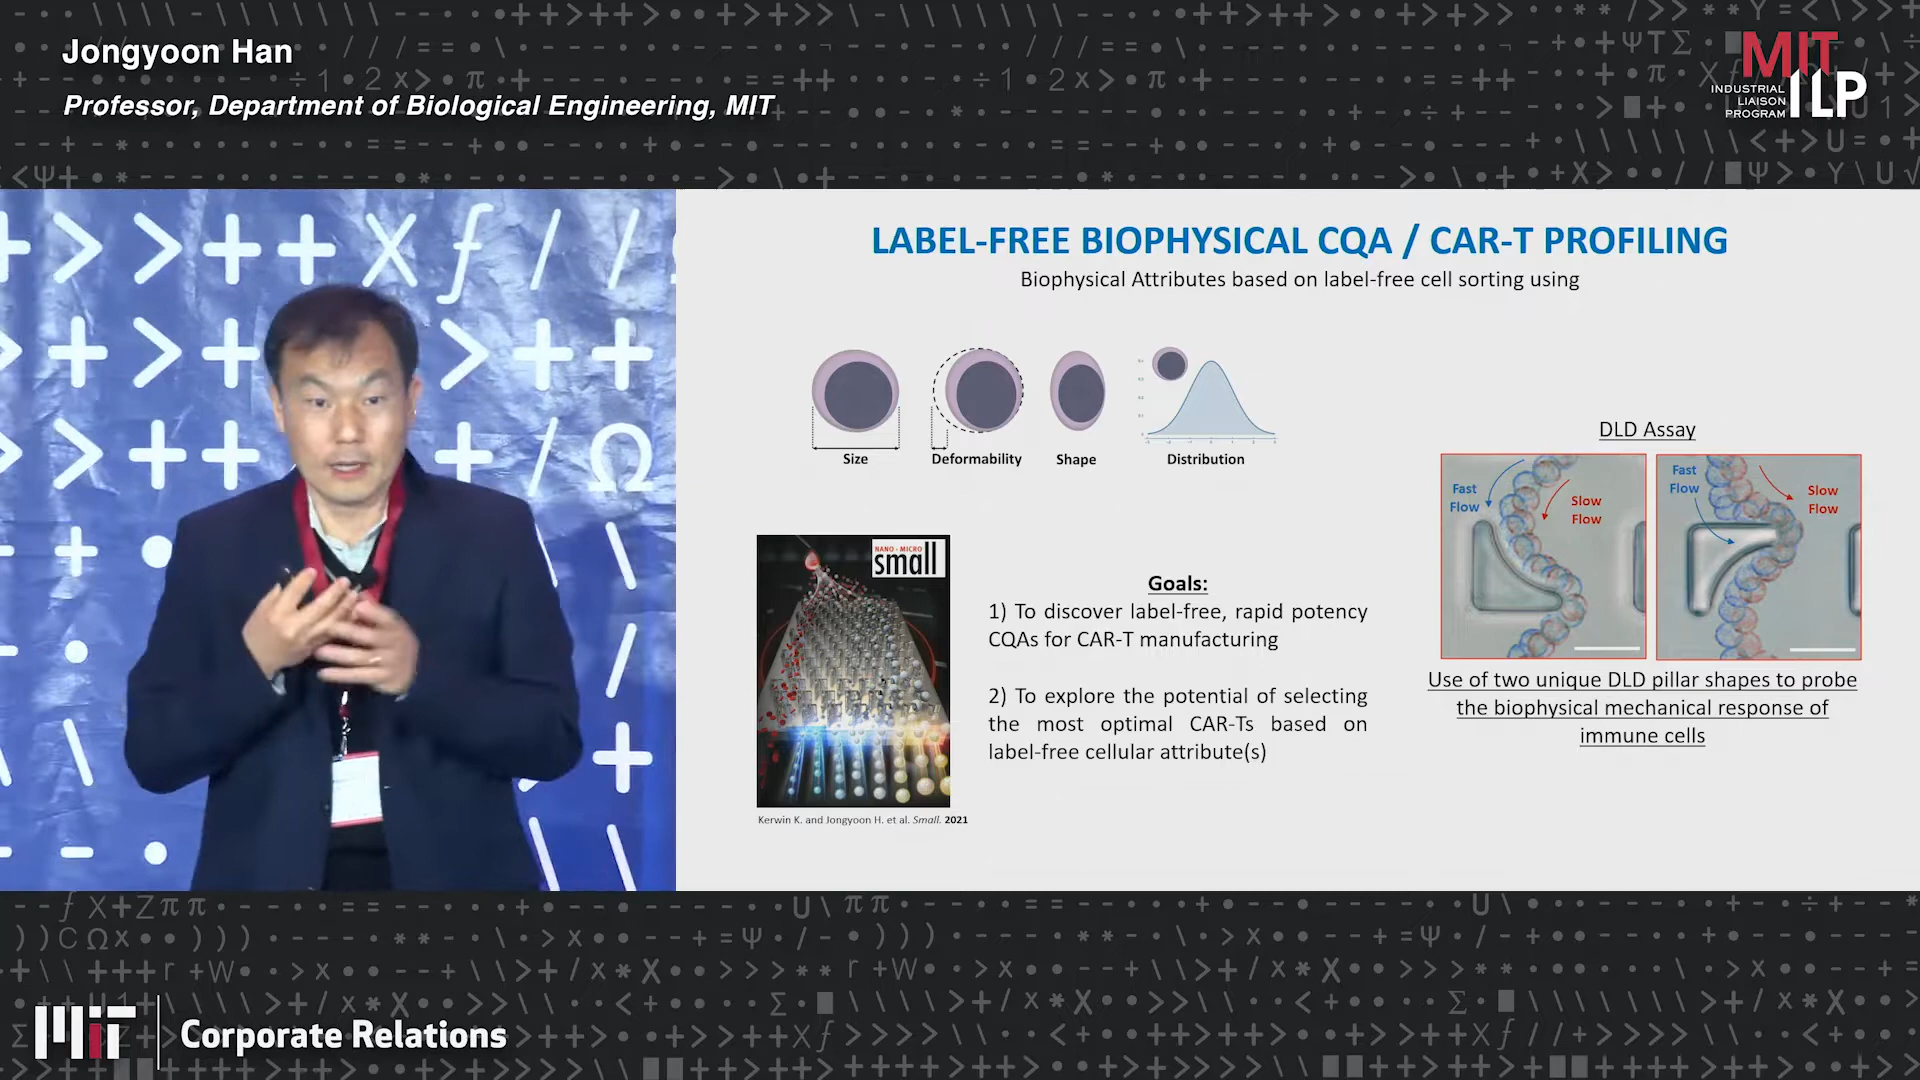 Jongyoon Han
Professor, Department of Biological Engineering, MIT
MIT
ILP
INDUSTRIAL
LIAISON
PROGRAM
LABEL-FREE BIOPHYSICAL CQA / CAR-T PROFILING
Biophysical Attributes based on label-free cell sorting using
Size
Deformability
Shape
Distribution
DLD Assay
Fast
Flow
Slow
Flow
Fast
Flow
Slow
Flow
Use of two unique DLD pillar shapes to probe
the biophysical mechanical response of
immune cells
NANO · MICRO
small
Goals:
1) To discover label-free, rapid potency
CQAs for CAR-T manufacturing
2) To explore the potential of selecting
the most optimal CAR-Ts based on
label-free cellular attribute(s)
Kerwin K. and Jongyoon H. et al. Small. 2021
MIT
Corporate Relations